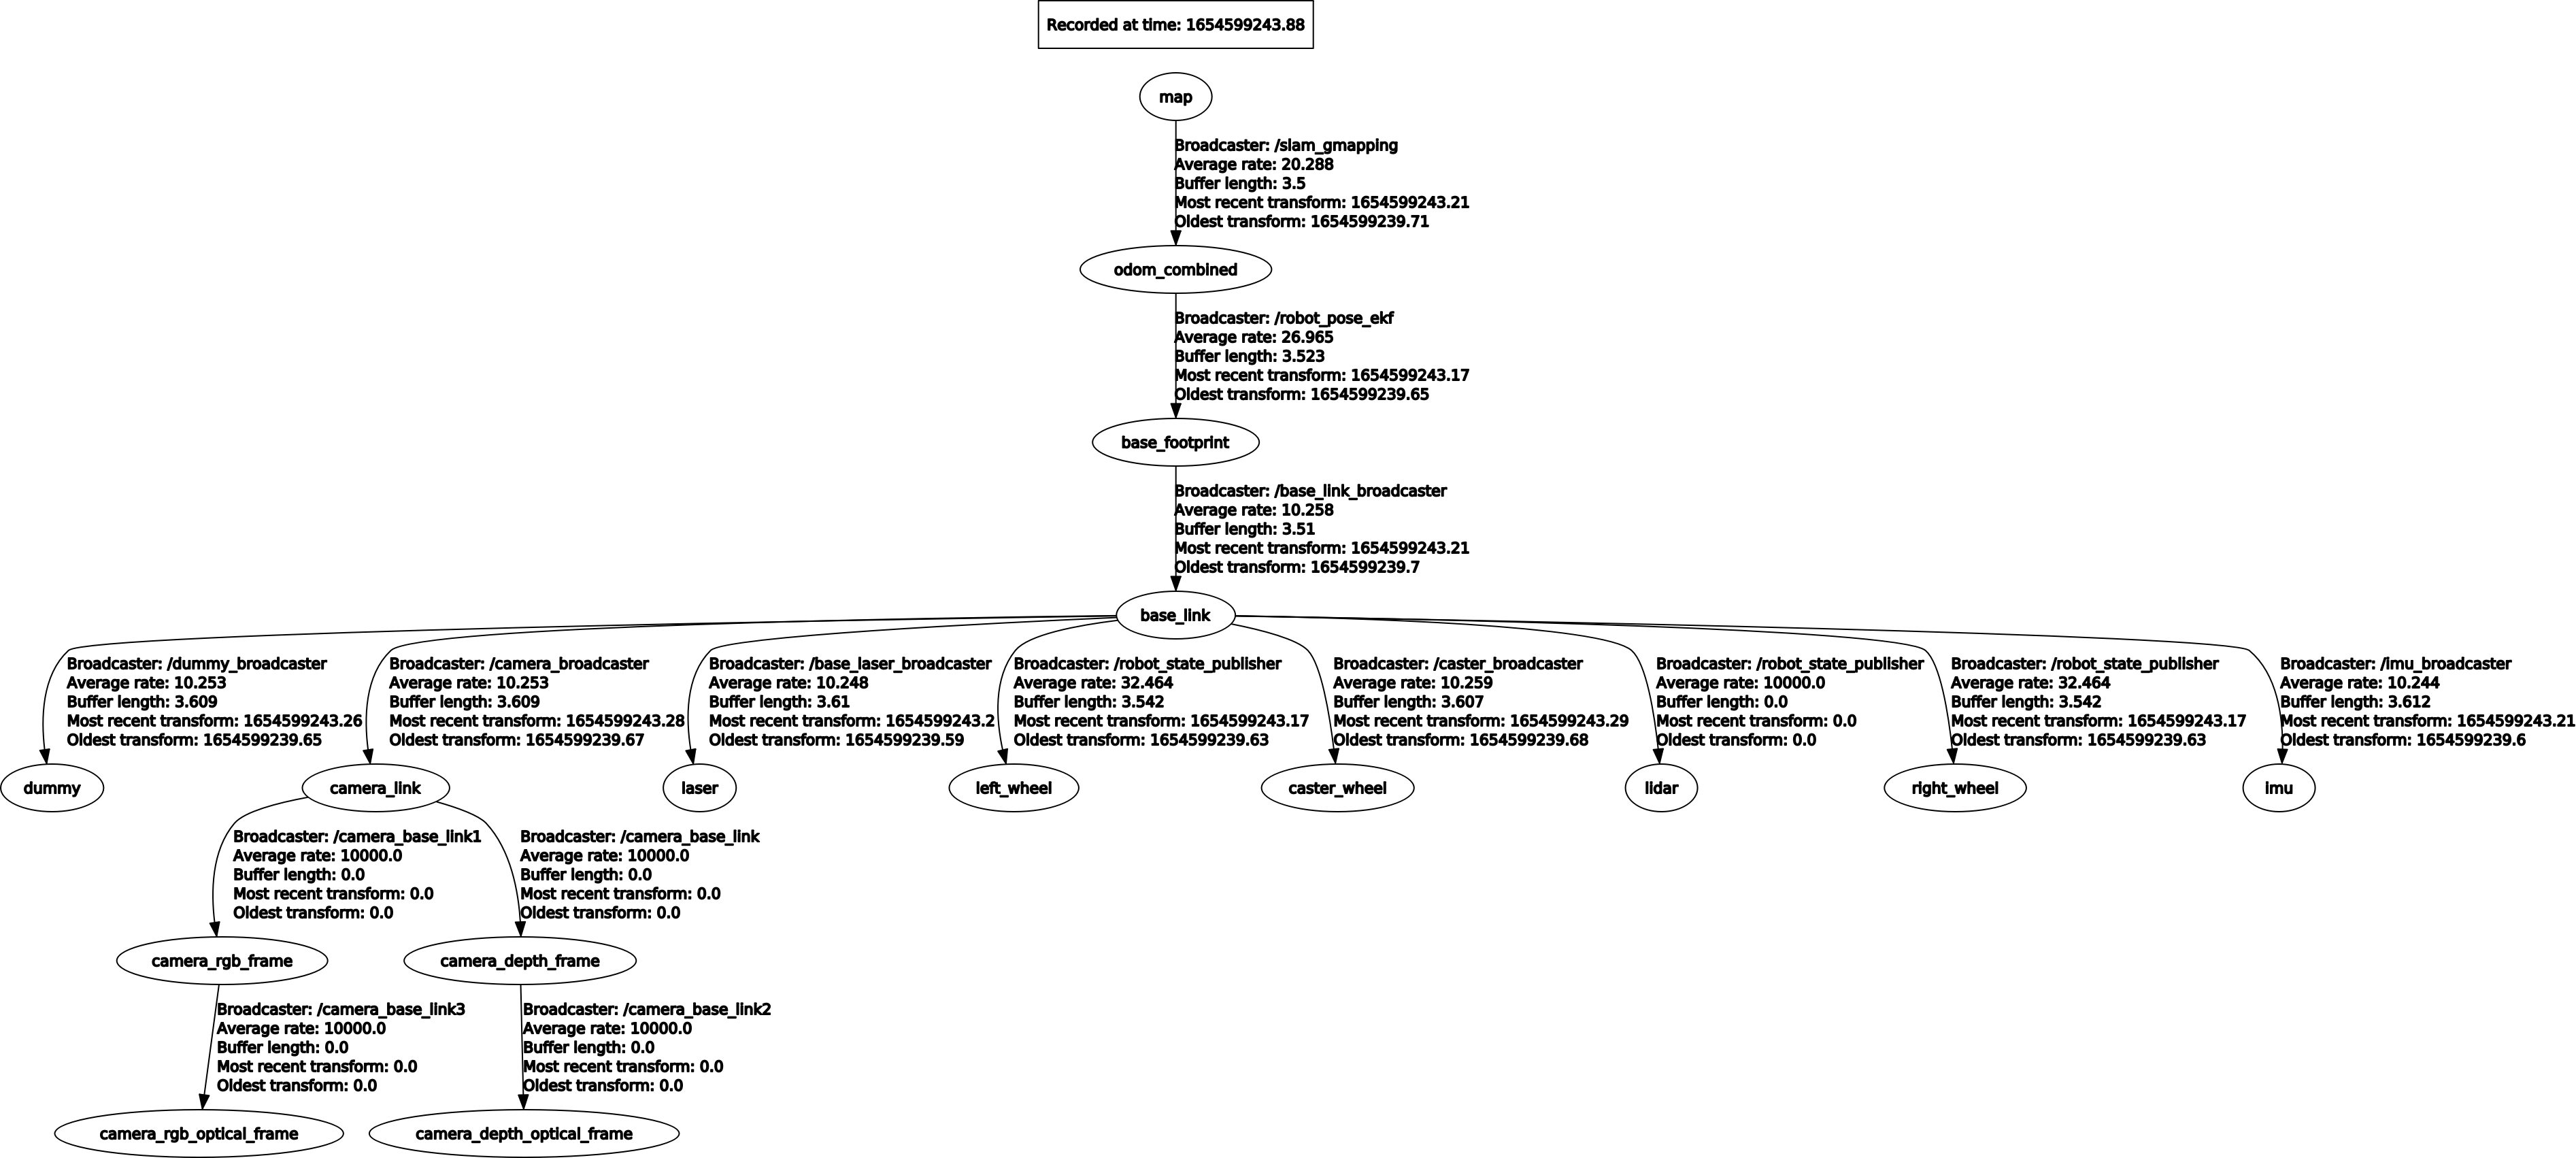 Recorded at time: 1654599243.88
map
Broadcaster: /slam_gmapping
Average rate: 20.288
Buffer length: 3.5
Most recent transform: 1654599243.21
Oldest transform: 1654599239.71
odom_combined
Broadcaster: /robot_pose_ekf
Average rate: 26.965
Buffer length: 3.523
Most recent transform: 1654599243.17
Oldest transform: 1654599239.65
base_footprint
Broadcaster: /base_link_broadcaster
Average rate: 10.258
Buffer length: 3.51
Most recent transform: 1654599243.21
Oldest transform: 1654599239.7
base_link
Broadcaster: /dummy_broadcaster
Average rate: 10.253
Buffer length: 3.609
Most recent transform: 1654599243.26
Oldest transform: 1654599239.65
Broadcaster: /camera_broadcaster
Average rate: 10.253
Buffer length: 3.609
Most recent transform: 1654599243.28
Oldest transform: 1654599239.67
Broadcaster: /base_laser_broadcaster
Average rate: 10.248
Buffer length: 3.61
Most recent transform: 1654599243.2
Oldest transform: 1654599239.59
Broadcaster: /robot_state_publisher
Average rate: 32.464
Buffer length: 3.542
Most recent transform: 1654599243.17
Oldest transform: 1654599239.63
Broadcaster: /caster_broadcaster
Average rate: 10.259
Buffer length: 3.607
Most recent transform: 1654599243.29
Oldest transform: 1654599239.68
Broadcaster: /robot_state_publisher
Average rate: 10000.0
Buffer length: 0.0
Most recent transform: 0.0
Oldest transform: 0.0
Broadcaster: /robot_state_publisher
Average rate: 32.464
Buffer length: 3.542
Most recent transform: 1654599243.17
Oldest transform: 1654599239.63
Broadcaster: /imu_broadcaster
Average rate: 10.244
Buffer length: 3.612
Most recent transform: 1654599243.21
Oldest transform: 1654599239.6
dummy
camera_link
laser
left_wheel
caster_wheel
lidar
right_wheel
imu
Broadcaster: /camera_base_link1
Average rate: 10000.0
Buffer length: 0.0
Most recent transform: 0.0
Oldest transform: 0.0
Broadcaster: /camera_base_link
Average rate: 10000.0
Buffer length: 0.0
Most recent transform: 0.0
Oldest transform: 0.0
camera_rgb_frame
camera_depth_frame
Broadcaster: /camera_base_link3
Average rate: 10000.0
Buffer length: 0.0
Most recent transform: 0.0
Oldest transform: 0.0
Broadcaster: /camera_base_link2
Average rate: 10000.0
Buffer length: 0.0
Most recent transform: 0.0
Oldest transform: 0.0
camera_rgb_optical_frame
camera_depth_optical_frame